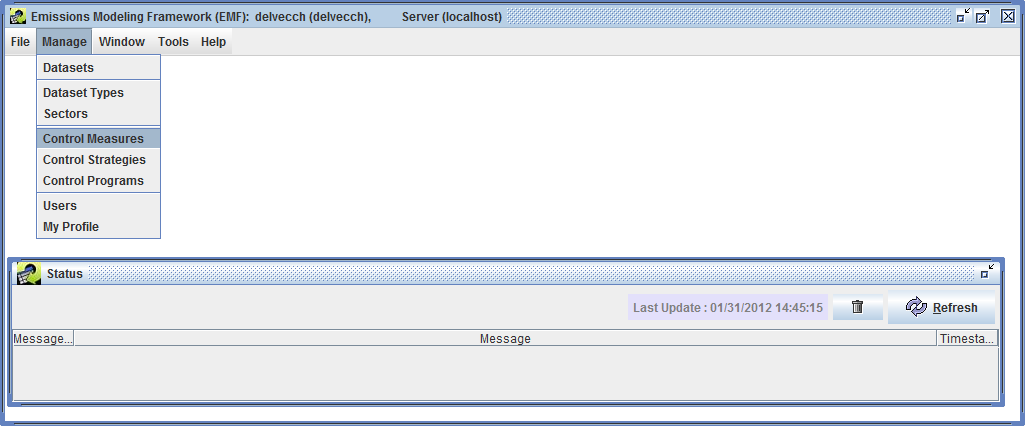 Emissions Modeling Framework (EMF): delvecch (delvecch), Server (localhost)
File Manage Window Tools Help
Datasets
Dataset Types
Sectors
Control Measures
Control Strategies
Control Programs
Users
My Profile
Status
Last Update : 01/31/2012 14:45:15 Refresh
Message... Message Timesta...